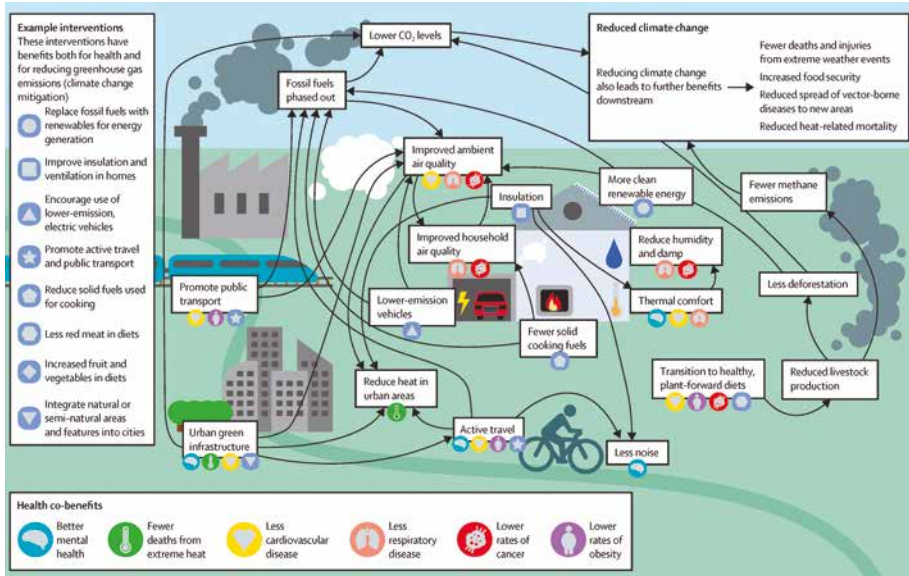 Example interventions
These interventions have
benefits both for health and
for reducing greenhouse gas
emissions (climate change
mitigation)
Replace fossil fuels with
renewables for energy
generation
Improve insulation and
ventilation in homes
Encourage use of
lower-emission,
electric vehicles
Promote active travel
and public transport
Reduce solid fuels used
for cooking
Less red meat in diets
Increased fruit and
vegetables in diets
Integrate natural or
semi-natural areas
and features into cities
Lower CO₂ levels
Fossil fuels
phased out
Reduced climate change
Reducing climate change
also leads to further benefits
downstream
Fewer deaths and injuries
from extreme weather events
Increased food security
Reduced spread of vector-borne
diseases to new areas
Reduced heat-related mortality
Improved ambient
air quality
Insulation
More clean
renewable energy
Fewer methane
emissions
Improved household
air quality
Reduce humidity
and damp
Less deforestation
Promote public
transport
Lower-emission
vehicles
Thermal comfort
Fewer solid
cooking fuels
Reduce heat in
urban areas
Transition to healthy,
plant-forward diets
Reduced livestock
production
Urban green
infrastructure
Active travel
Less noise
Health co-benefits
Better
mental
health
Fewer
deaths from
extreme heat
Less
cardiovascular
disease
Less
respiratory
disease
Lower
rates of
cancer
Lower
rates of
obesity